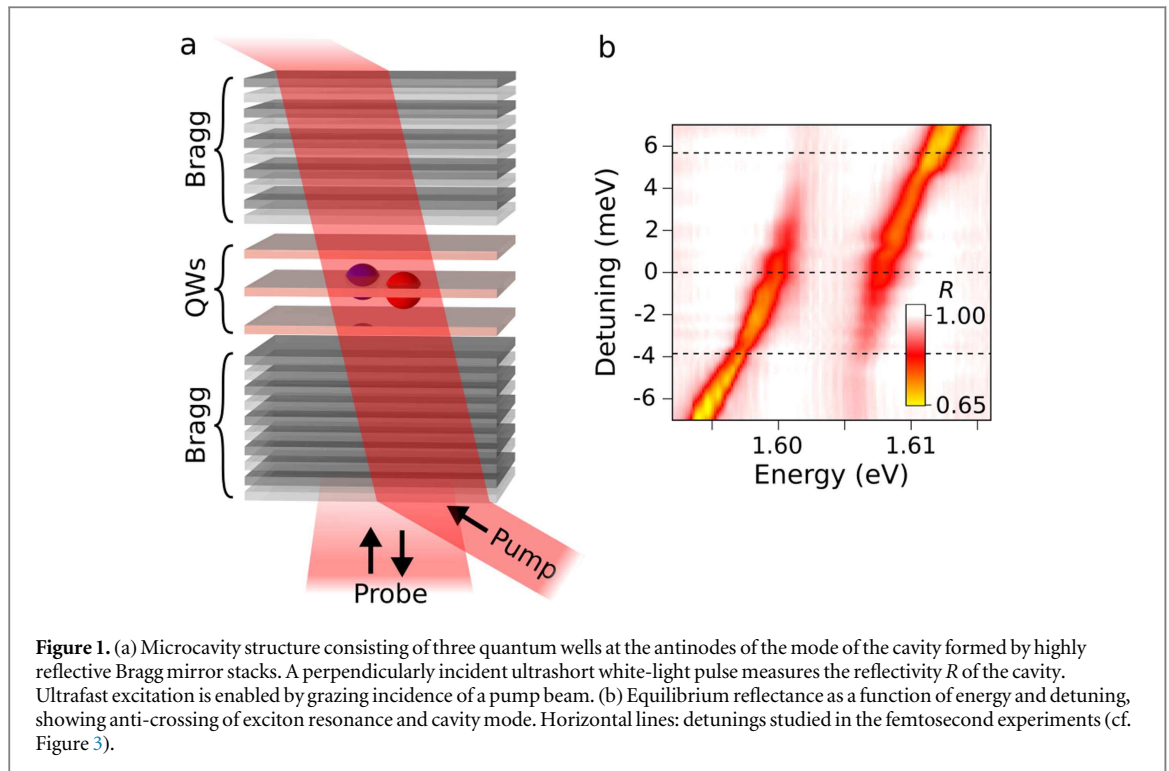 a
b
Bragg
QWs
Bragg
Pump
Probe
Detuning (meV)
6
4
2
0
-2
-4
-6
R
1.00
0.65
1.60
1.61
Energy (eV)
Figure 1. (a) Microcavity structure consisting of three quantum wells at the antinodes of the mode of the cavity formed by highly
reflective Bragg mirror stacks. A perpendicularly incident ultrashort white-light pulse measures the reflectivity R of the cavity.
Ultrafast excitation is enabled by grazing incidence of a pump beam. (b) Equilibrium reflectance as a function of energy and detuning,
showing anti-crossing of exciton resonance and cavity mode. Horizontal lines: detunings studied in the femtosecond experiments (cf.
Figure 3).